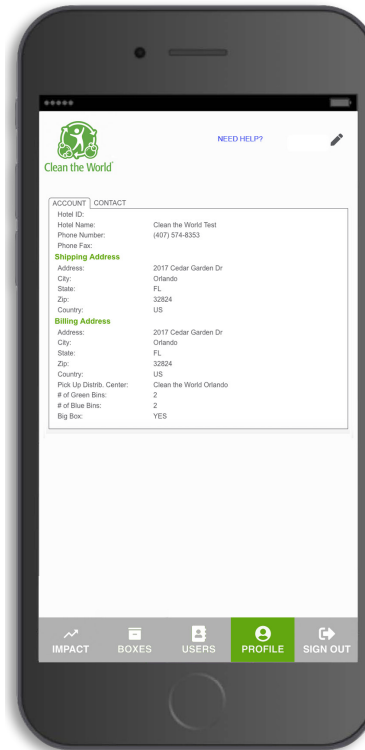 Clean the World
NEED HELP?
ACCOUNT CONTACT
Hotel ID:
Hotel Name: Clean the World Test
Phone Number: (407) 574-8353
Phone Fax:
Shipping Address
Address: 2017 Cedar Garden Dr
City: Orlando
State: FL
Zip: 32824
Country: US
Billing Address
Address: 2017 Cedar Garden Dr
City: Orlando
State: FL
Zip: 32824
Country: US
Pick Up Distrib. Center: Clean the World Orlando
# of Green Bins: 2
# of Blue Bins: 2
Big Box: YES
IMPACT BOXES USERS PROFILE SIGN OUT